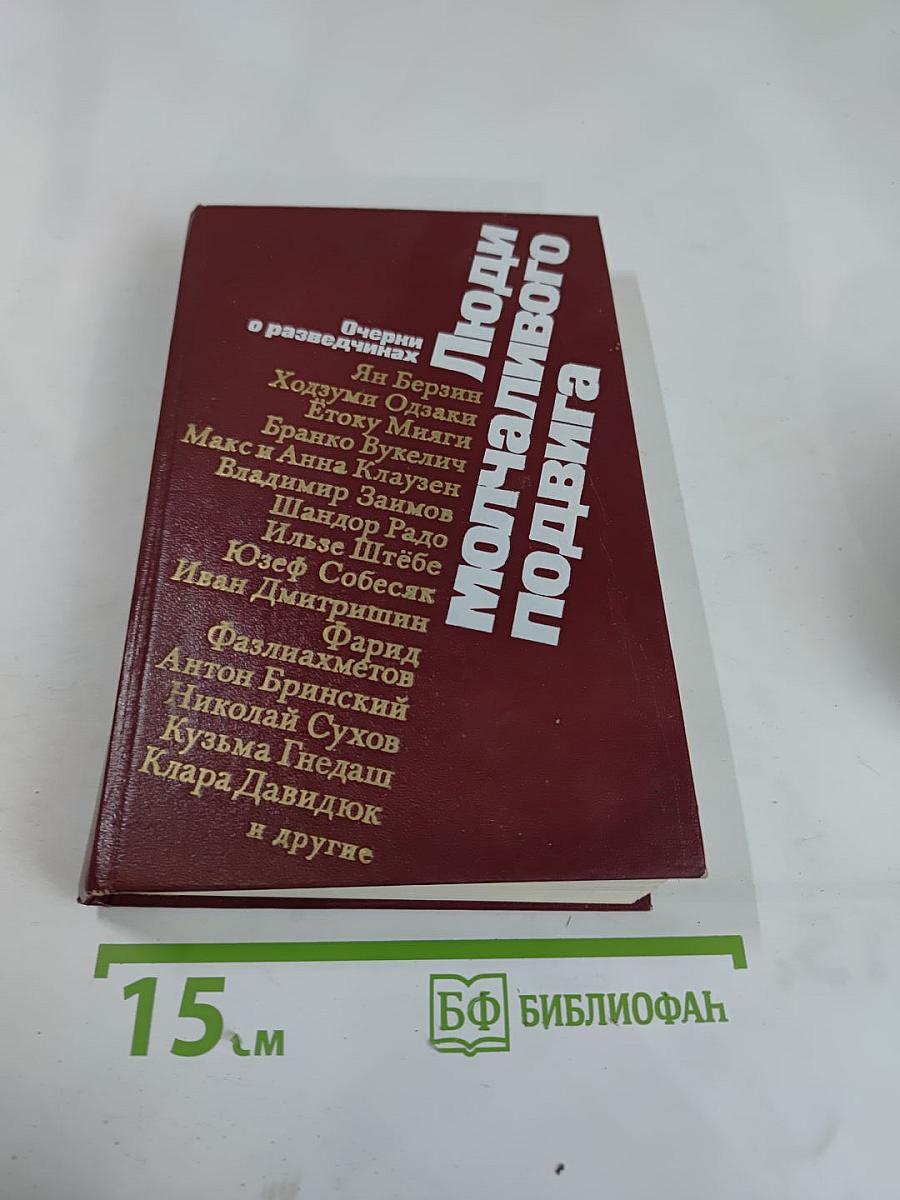 Люди
молчаливого
подвига
Очерки
о разведчиках
Ян Берзин
Ходзуми Одзаки
Ётоку Мияги
Бранко Вукелич
Макс и Анна Клаузен
Владимир Заимов
Шандор Радо
Ильзе Штёбе
Юзеф Собесяк
Иван Дмитришин
Фарид
Фазлиахметов
Антон Бринский
Николай Сухов
Кузьма Гнедаш
Клара Давидюк
и другие
15 см
БФ БИБЛИОФАН